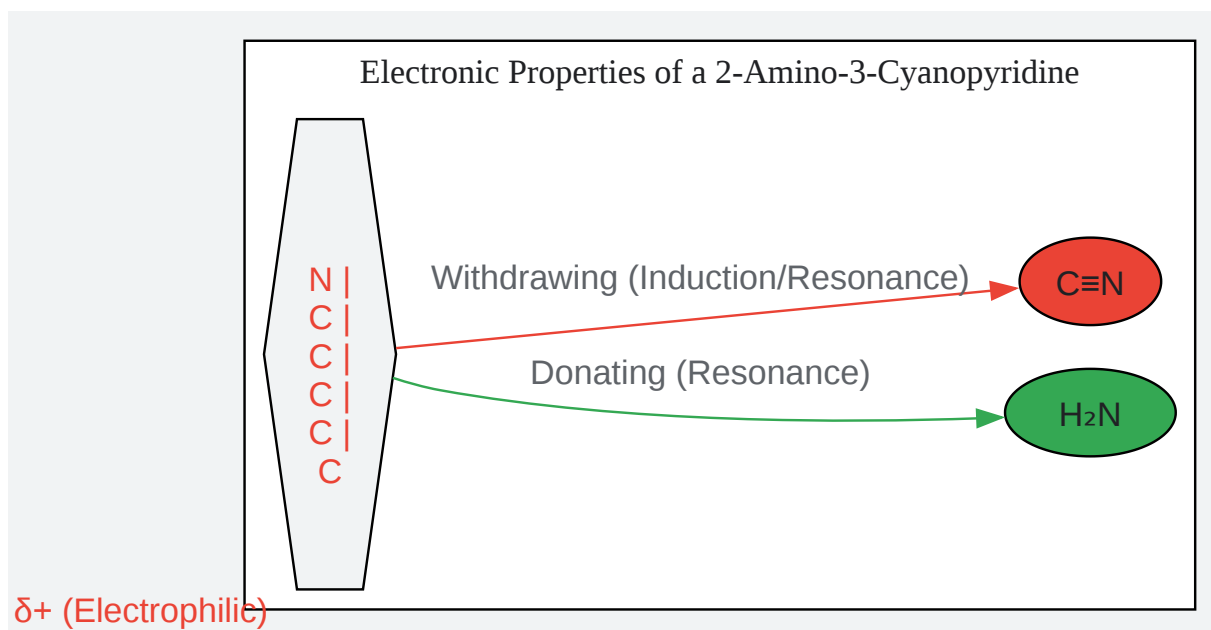 Electronic Properties of a 2-Amino-3-Cyanopyridine
N |
C |
C |
C |
C |
C
Withdrawing (Induction/Resonance)
C≡N
Donating (Resonance)
H₂N
δ+ (Electrophilic)